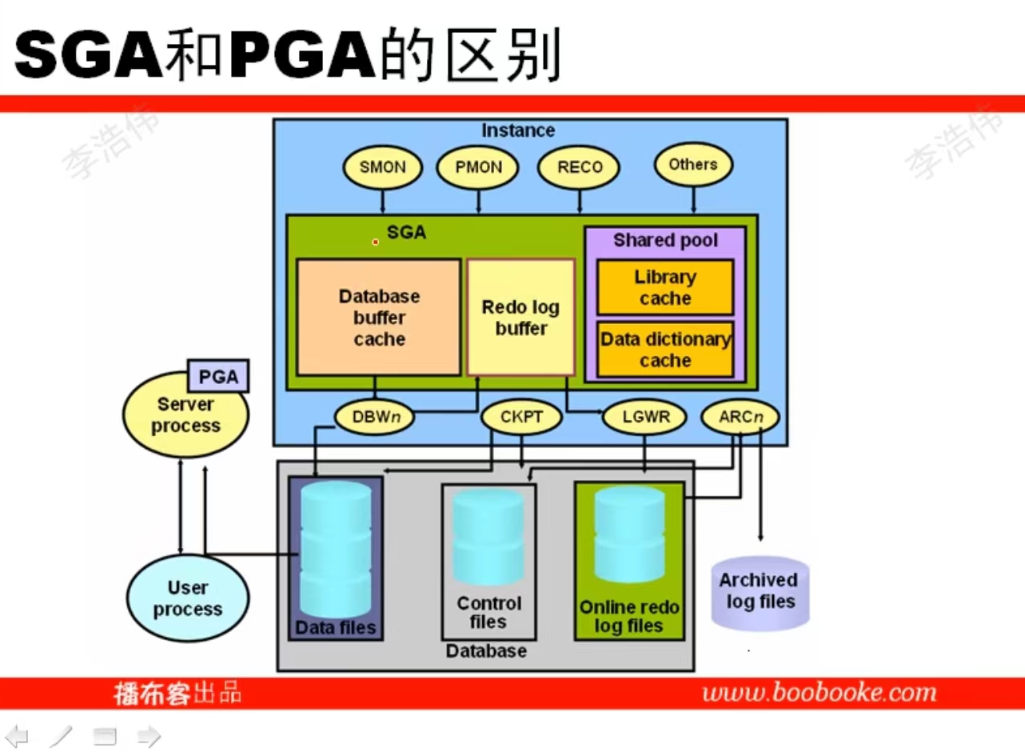 SGA和PGA的区别
李浩伟
李浩伟
Instance
SMON
PMON
RECO
Others
SGA
Shared pool
Database
buffer
cache
Redo log
buffer
Library
cache
Data dictionary
cache
PGA
Server
process
DBWn
CKPT
LGWR
ARCn
User
process
Data files
Control
files
Online redo
log files
Archived
log files
Database
播布客出品
www.boobooke.com